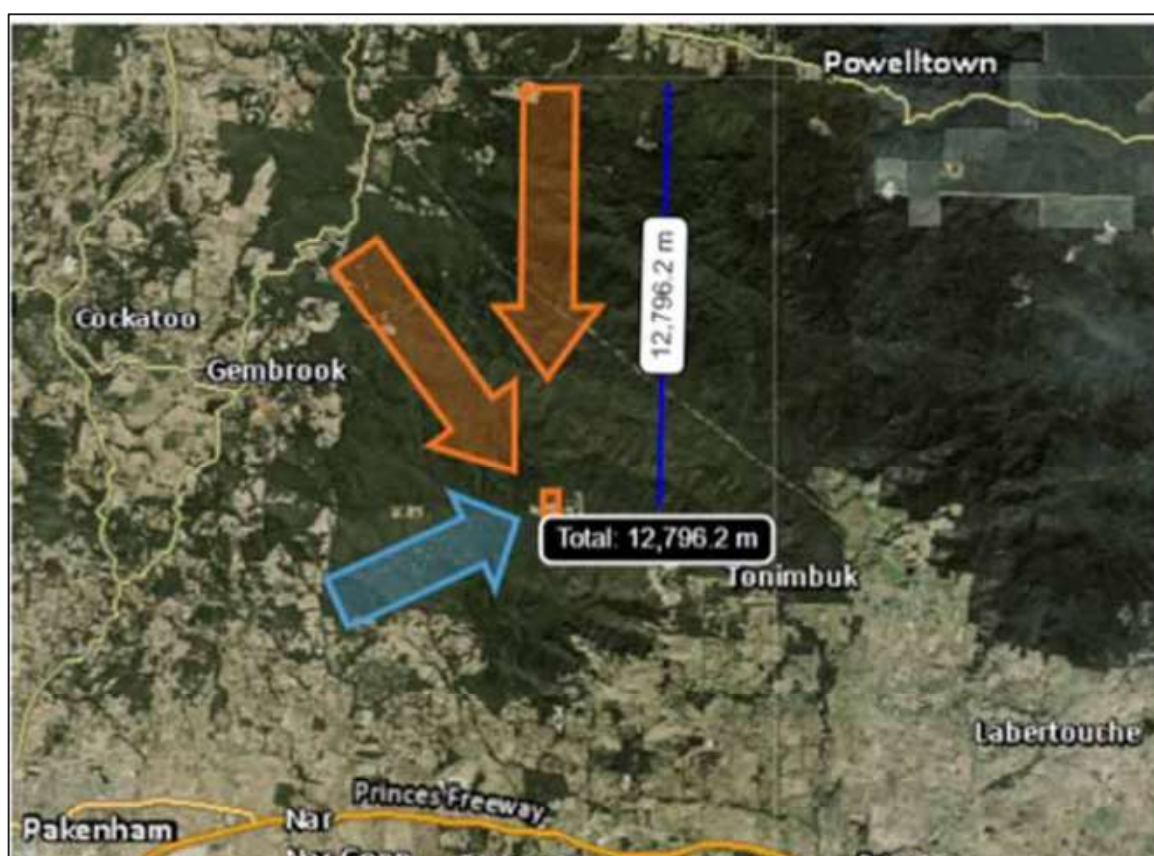 Powelltown
12,796.2 m
Cockatoo
Gembrook
Total: 12,796.2 m
Tonimbuk
Labertouche
Princes Freeway
Nar
Pakenham